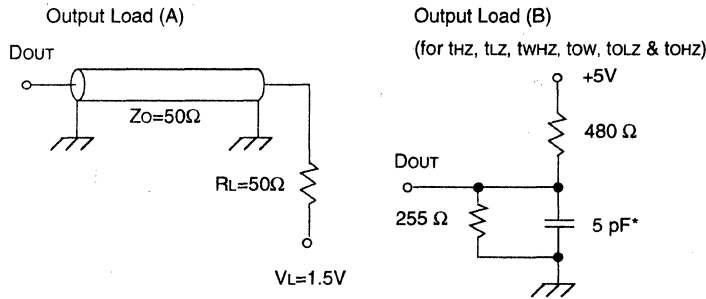 Output Load (A)
DOUT
ZO=50Ω
RL=50Ω
VL=1.5V
Output Load (B)
(for tHZ, tLZ, tWHZ, tOW, tOLZ & tOHZ)
+5V
480 Ω
DOUT
255 Ω
5 pF*